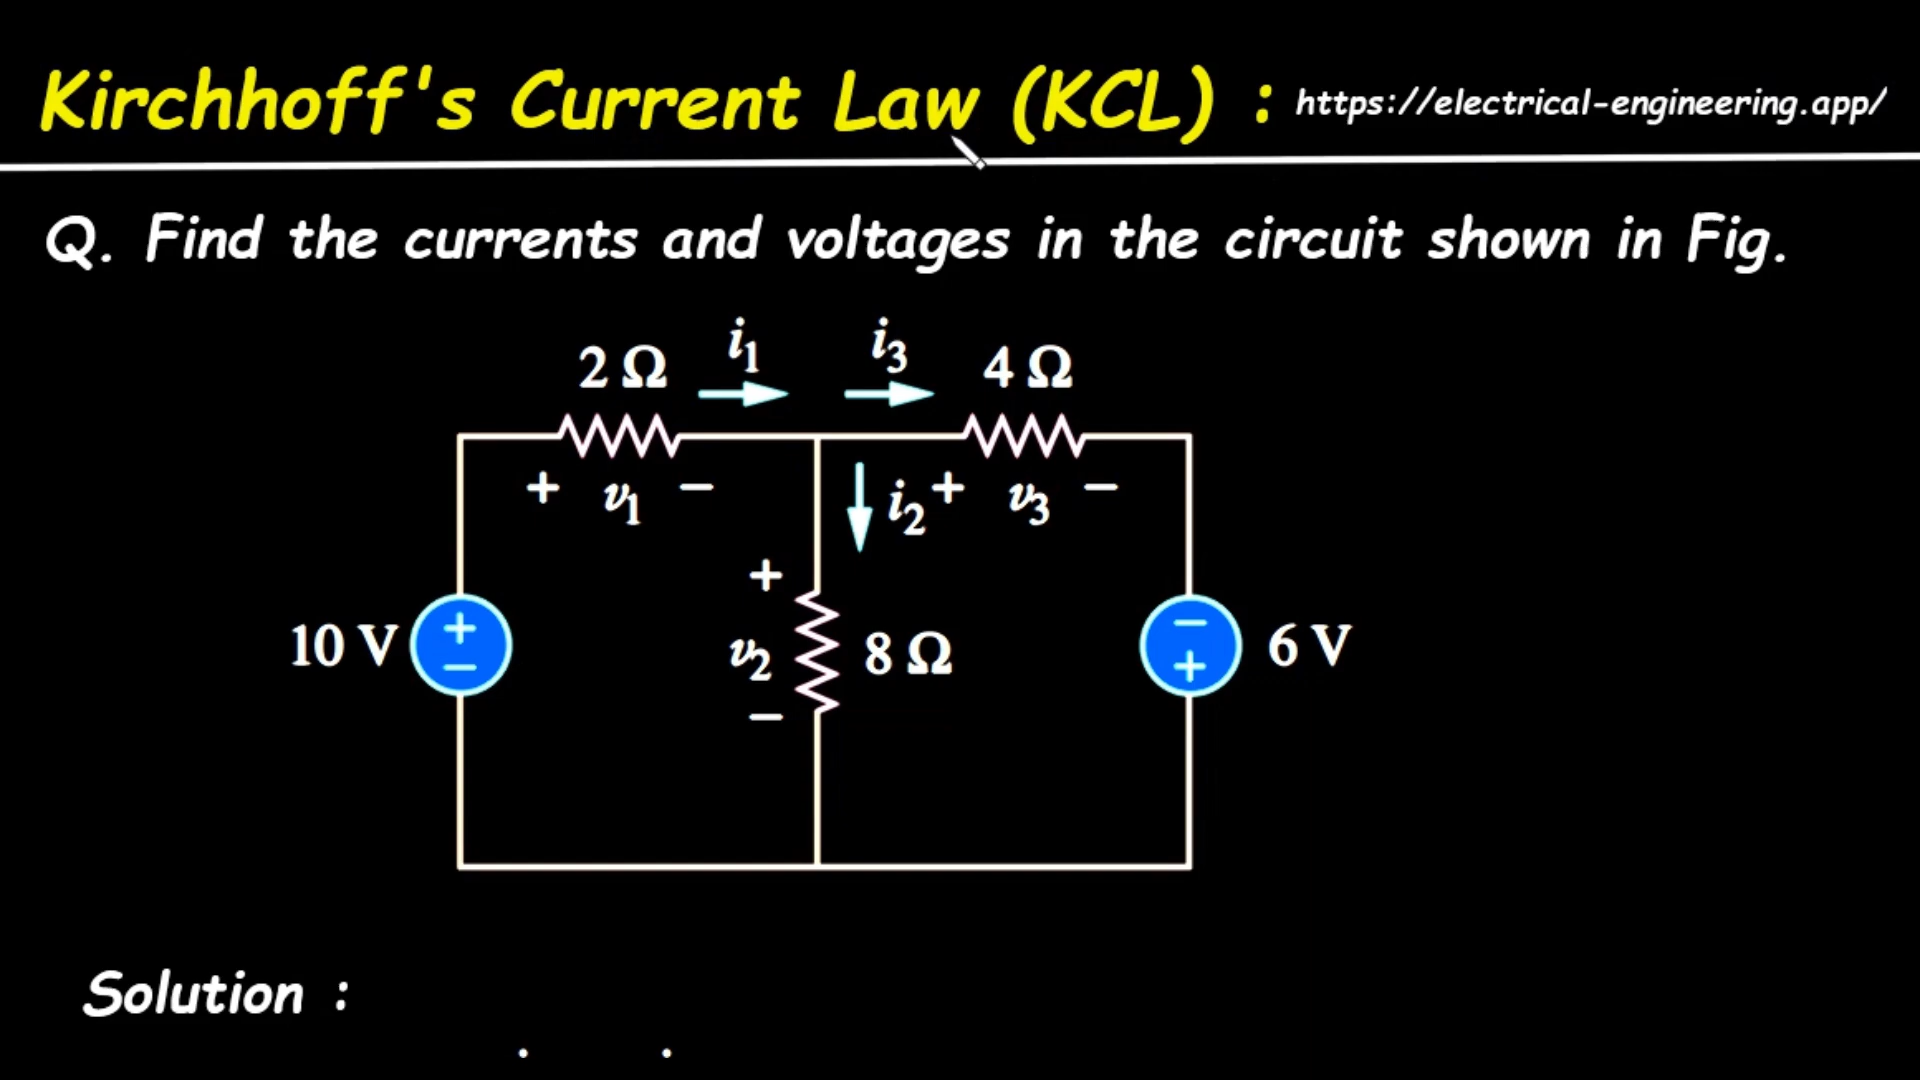 Kirchhoff's Current Law (KCL) : https://electrical-engineering.app/
Q. Find the currents and voltages in the circuit shown in Fig.
i1 i3
2 Ω 4 Ω
+ v1 − i2 + v3 −
+
10 V + − v2 8 Ω − + 6 V
−
Solution :